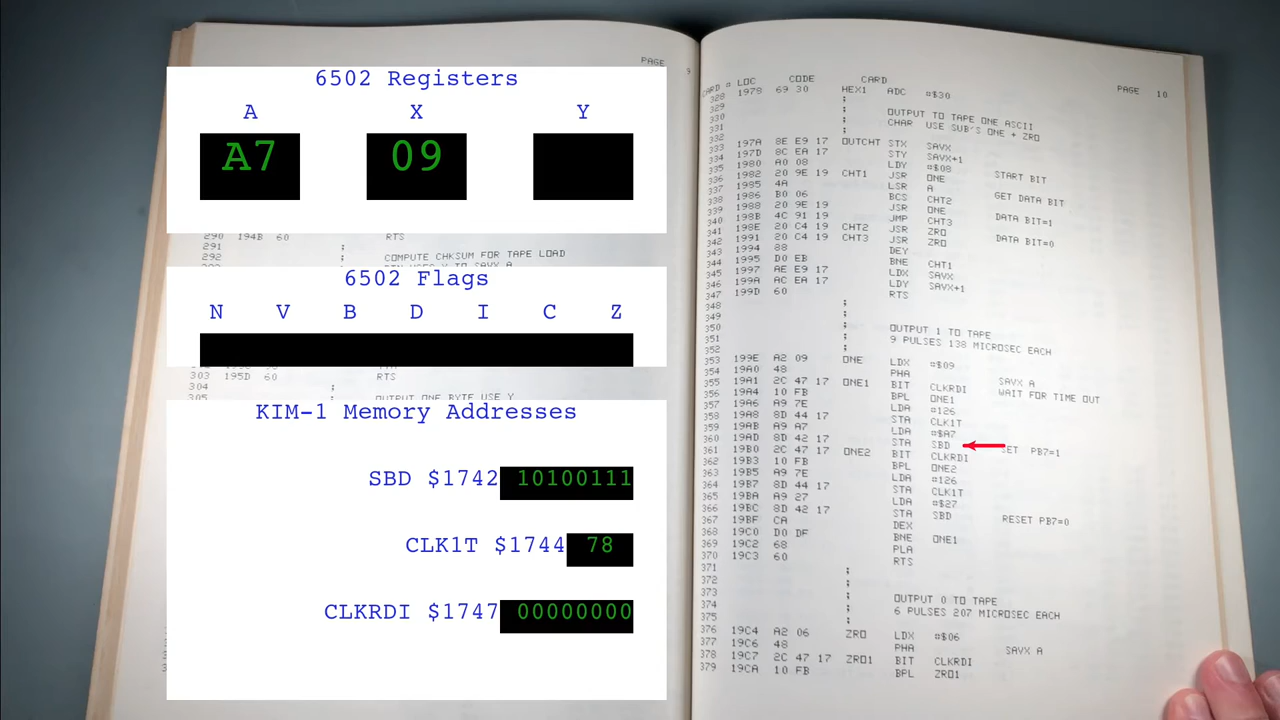 6502 Registers
A X Y
A7 09
6502 Flags
N V B D I C Z
KIM-1 Memory Addresses
SBD $1742 10100111
CLK1T $1744 78
CLKRDI $1747 00000000
PAGE 9
290 194B 60 RTS
291 ;
292 COMPUTE CHKSUM FOR TAPE LOAD
303 195D 60 RTS
304 ;
305 OUTPUT ONE BYTE USE Y
CARD # LOC CODE CARD PAGE 10
328 1978 69 30 HEX1 ADC #$30
329 ;
330 ; OUTPUT TO TAPE ONE ASCII
331 ; CHAR USE SUB'S ONE + ZRO
332 ;
333 197A 8E E9 17 OUTCHT STX SAVX
334 197D 8C EA 17 STY SAVX+1
335 1980 A0 08 LDY #$08
336 1982 20 9E 19 CHT1 JSR ONE START BIT
337 1985 4A LSR A
338 1986 B0 06 BCS CHT2 GET DATA BIT
339 1988 20 9E 19 JSR ONE
340 198B 4C 91 19 JMP CHT3 DATA BIT=1
341 198E 20 C4 19 CHT2 JSR ZRO
342 1991 20 C4 19 CHT3 JSR ZRO DATA BIT=0
343 1994 88 DEY
344 1995 D0 EB BNE CHT1
345 1997 AE E9 17 LDX SAVX
346 199A AC EA 17 LDY SAVX+1
347 199D 60 RTS
348 ;
349 ;
350 ; OUTPUT 1 TO TAPE
351 ; 9 PULSES 138 MICROSEC EACH
352 ;
353 199E A2 09 ONE LDX #$09
354 19A0 48 PHA SAVX A
355 19A1 2C 47 17 ONE1 BIT CLKRDI WAIT FOR TIME OUT
356 19A4 10 FB BPL ONE1
357 19A6 A9 7E LDA #126
358 19A8 8D 44 17 STA CLK1T
359 19AB A9 A7 LDA #$A7
360 19AD 8D 42 17 STA SBD SET PB7=1
361 19B0 2C 47 17 ONE2 BIT CLKRDI
362 19B3 10 FB BPL ONE2
363 19B5 A9 7E LDA #126
364 19B7 8D 44 17 STA CLK1T
365 19BA A9 27 LDA #$27
366 19BC 8D 42 17 STA SBD RESET PB7=0
367 19BF CA DEX
368 19C0 D0 DF BNE ONE1
369 19C2 68 PLA
370 19C3 60 RTS
371 ;
372 ;
373 ;
374 ; OUTPUT 0 TO TAPE
375 ; 6 PULSES 207 MICROSEC EACH
376 19C4 A2 06 ZRO LDX #$06
377 19C6 48 PHA SAVX A
378 19C7 2C 47 17 ZRO1 BIT CLKRDI
379 19CA 10 FB BPL ZRO1